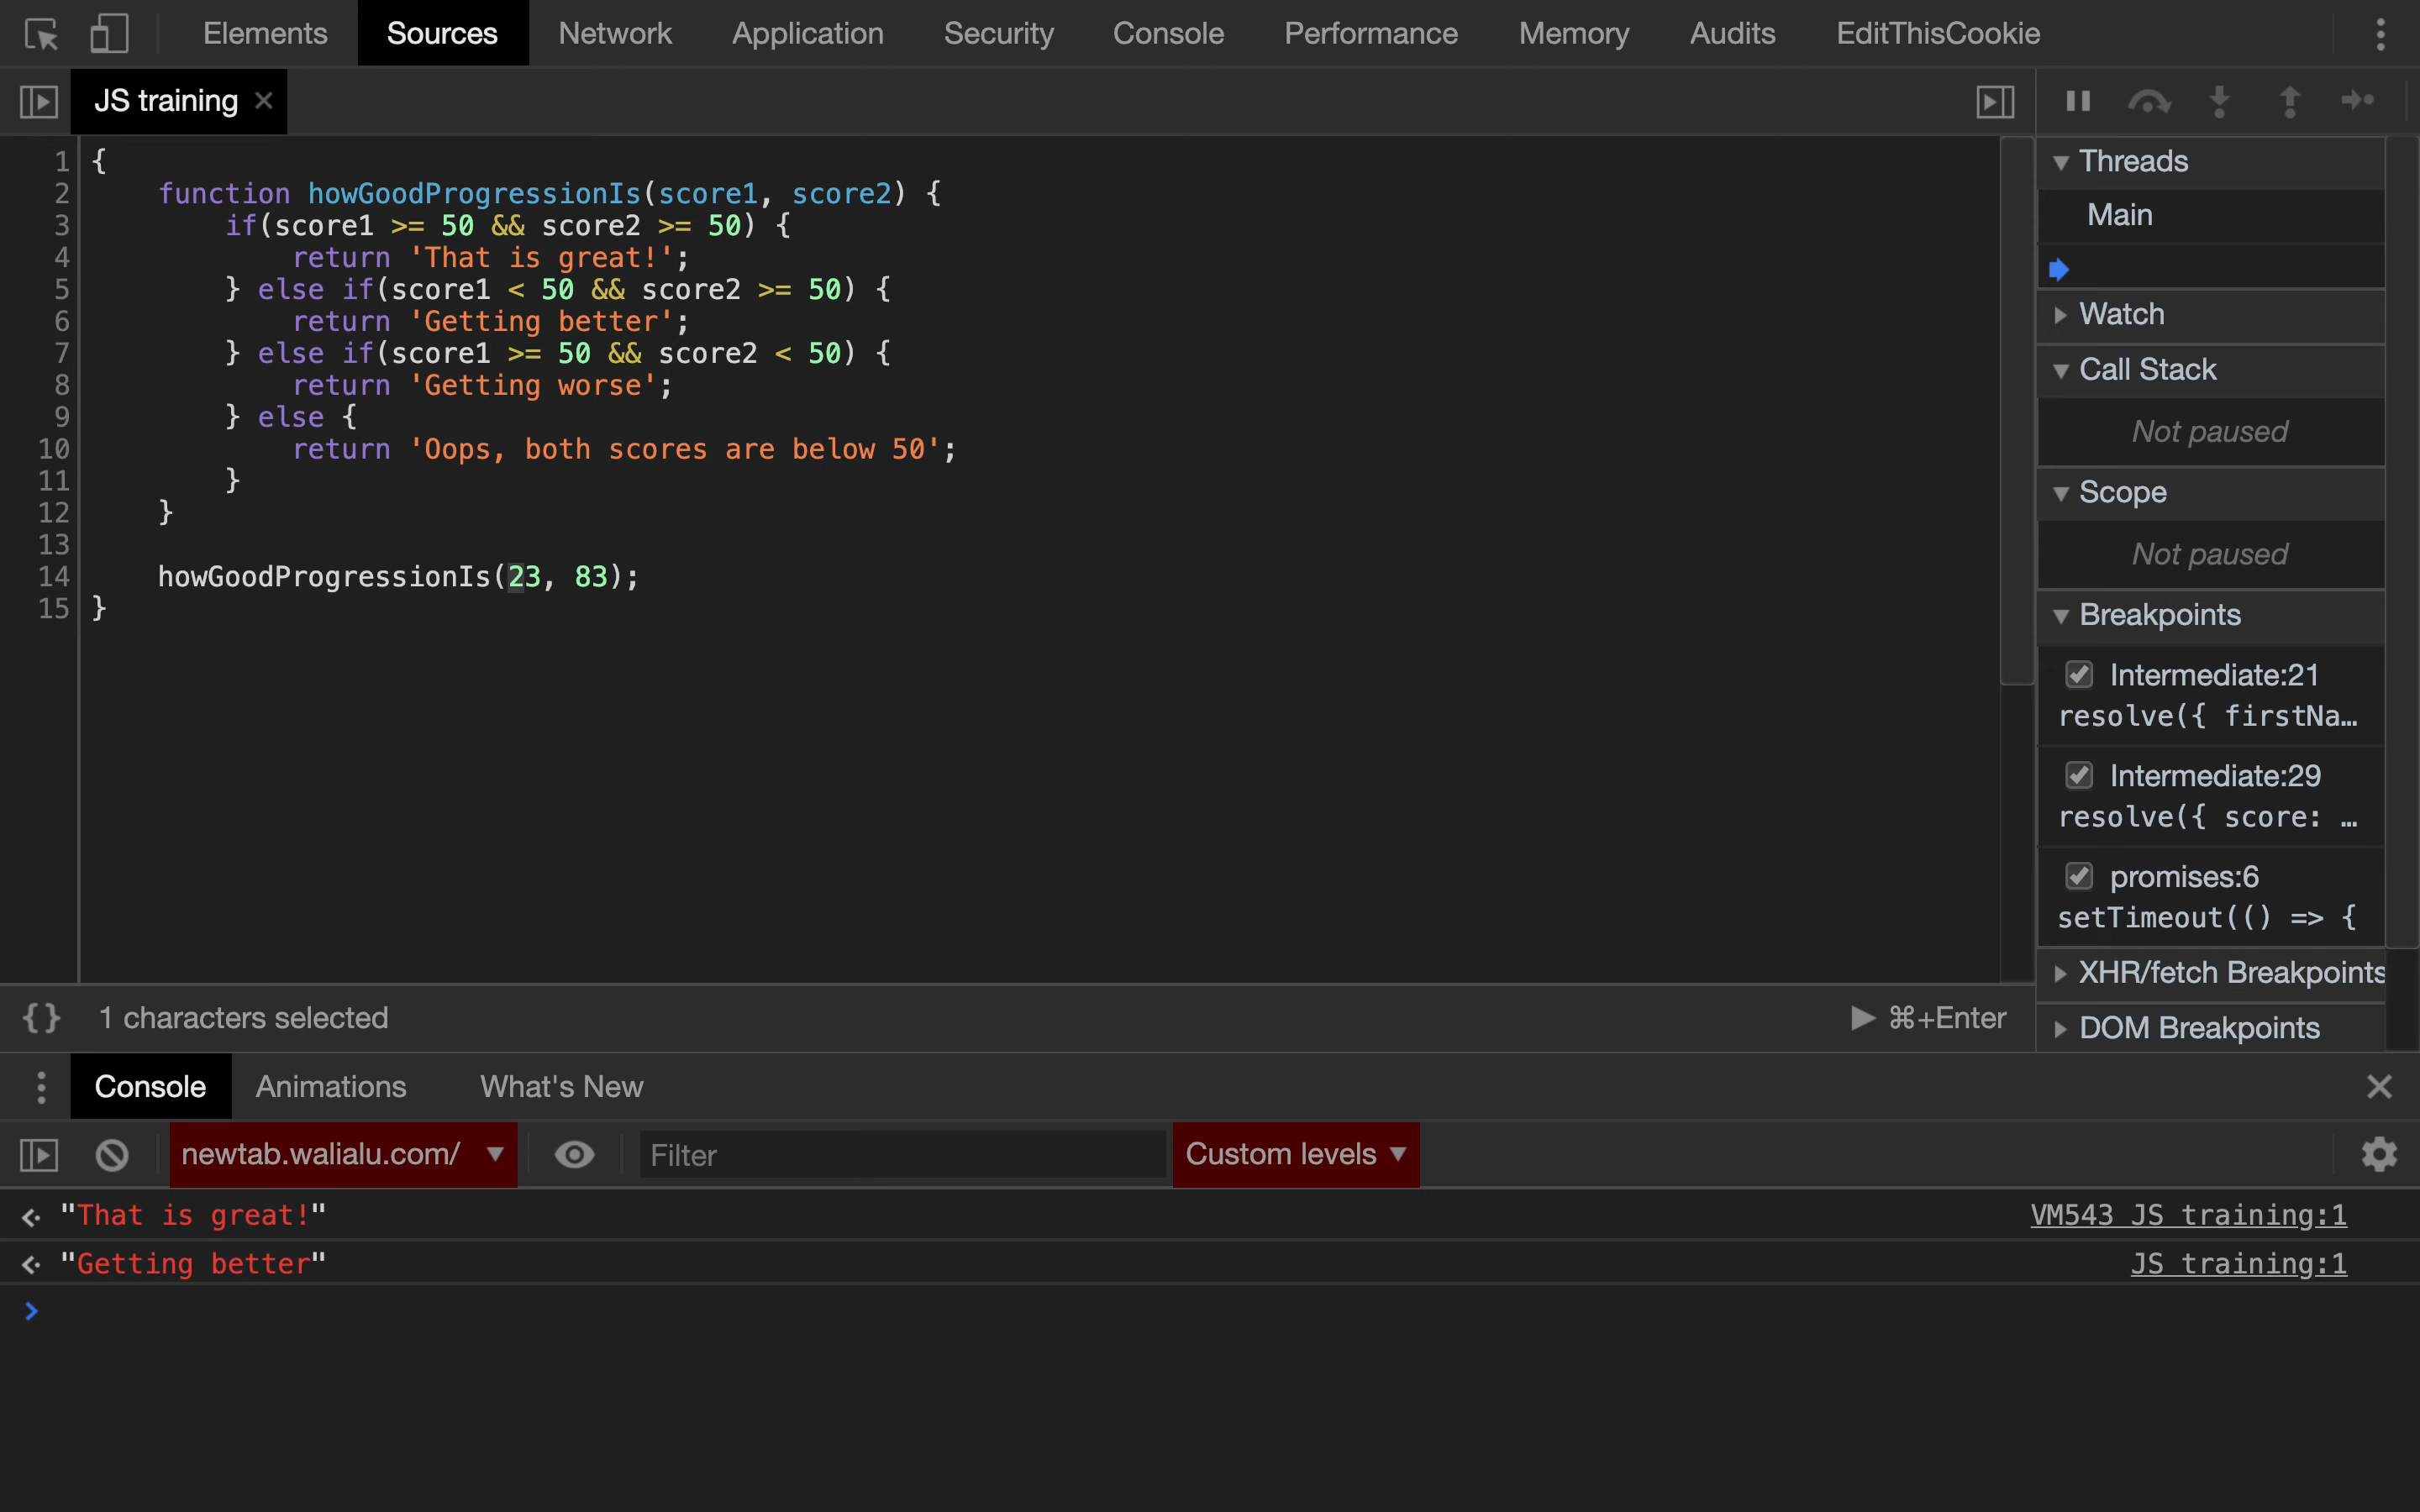 Elements Sources Network Application Security Console Performance Memory Audits EditThisCookie
JS training
1 {
2     function howGoodProgressionIs(score1, score2) {
3         if(score1 >= 50 && score2 >= 50) {
4             return 'That is great!';
5         } else if(score1 < 50 && score2 >= 50) {
6             return 'Getting better';
7         } else if(score1 >= 50 && score2 < 50) {
8             return 'Getting worse';
9         } else {
10             return 'Oops, both scores are below 50';
11         }
12     }
13
14     howGoodProgressionIs(23, 83);
15 }
{} 1 characters selected ⌘+Enter
Threads
Main
Watch
Call Stack
Not paused
Scope
Not paused
Breakpoints
Intermediate:21
resolve({ firstNa…
Intermediate:29
resolve({ score: …
promises:6
setTimeout(() => {
XHR/fetch Breakpoints
DOM Breakpoints
Console Animations What's New
newtab.walialu.com/ Filter Custom levels
"That is great!" VM543 JS training:1
"Getting better" JS training:1